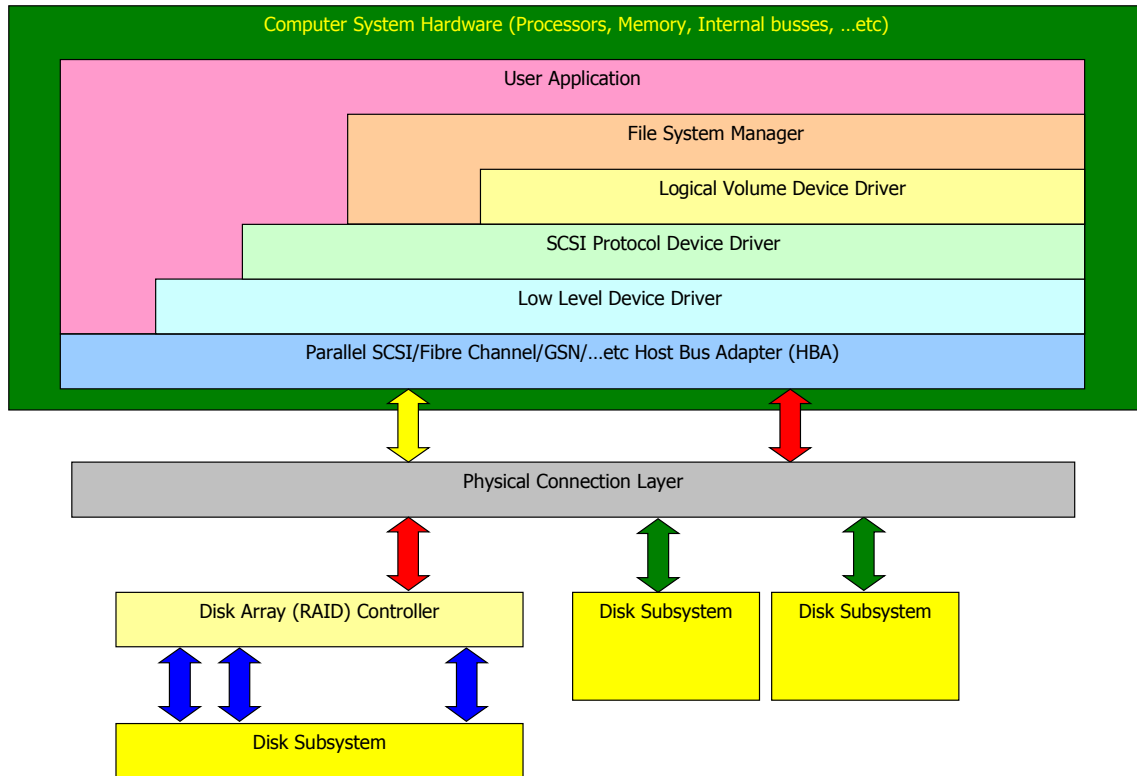 Computer System Hardware (Processors, Memory, Internal busses, …etc)
User Application
File System Manager
Logical Volume Device Driver
SCSI Protocol Device Driver
Low Level Device Driver
Parallel SCSI/Fibre Channel/GSN/…etc Host Bus Adapter (HBA)
Physical Connection Layer
Disk Array (RAID) Controller
Disk Subsystem
Disk Subsystem
Disk Subsystem